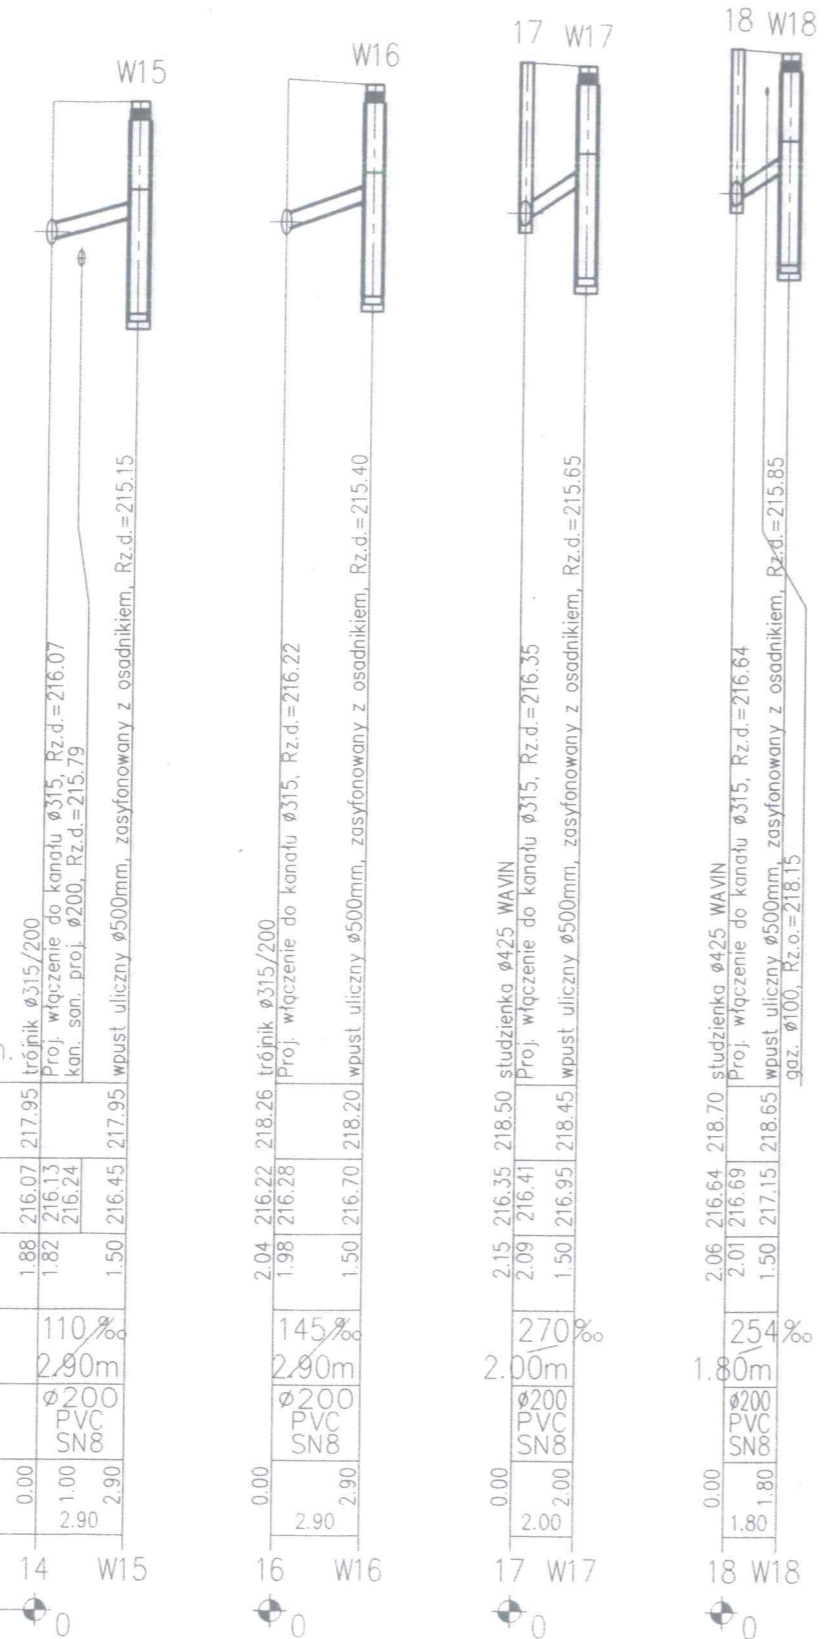 W15
trójnik ø315/200
Proj. włączenie do kanału ø315, Rz.d.=216.07
kan. san. proj. ø200, Rz.d.=215.79
wpust uliczny ø500mm, zasyfonowany z osadnikiem, Rz.d.=215.15
217.95
217.95
216.07
216.13
216.24
216.45
1.88
1.82
1.50
110‰
2.90m
ø200
PVC
SN8
0.00
1.00
2.90
2.90
14 W15
0
W16
trójnik ø315/200
Proj. włączenie do kanału ø315, Rz.d.=216.22
wpust uliczny ø500mm, zasyfonowany z osadnikiem, Rz.d.=215.40
218.26
218.20
216.22
216.28
216.70
2.04
1.98
1.50
145‰
2.90m
ø200
PVC
SN8
0.00
2.90
2.90
16 W16
0
17 W17
studzienka ø425 WAVIN
Proj. włączenie do kanału ø315, Rz.d.=216.35
wpust uliczny ø500mm, zasyfonowany z osadnikiem, Rz.d.=215.65
218.50
218.45
216.35
216.41
216.95
2.15
2.09
1.50
270‰
2.00m
ø200
PVC
SN8
0.00
2.00
2.00
17 W17
0
18 W18
studzienka ø425 WAVIN
Proj. włączenie do kanału ø315, Rz.d.=216.64
wpust uliczny ø500mm, zasyfonowany z osadnikiem, Rz.d.=215.85
gaz. ø100, Rz.o.=218.15
218.70
218.65
216.64
216.69
217.15
2.06
2.01
1.50
254‰
1.80m
ø200
PVC
SN8
0.00
1.80
1.80
18 W18
0